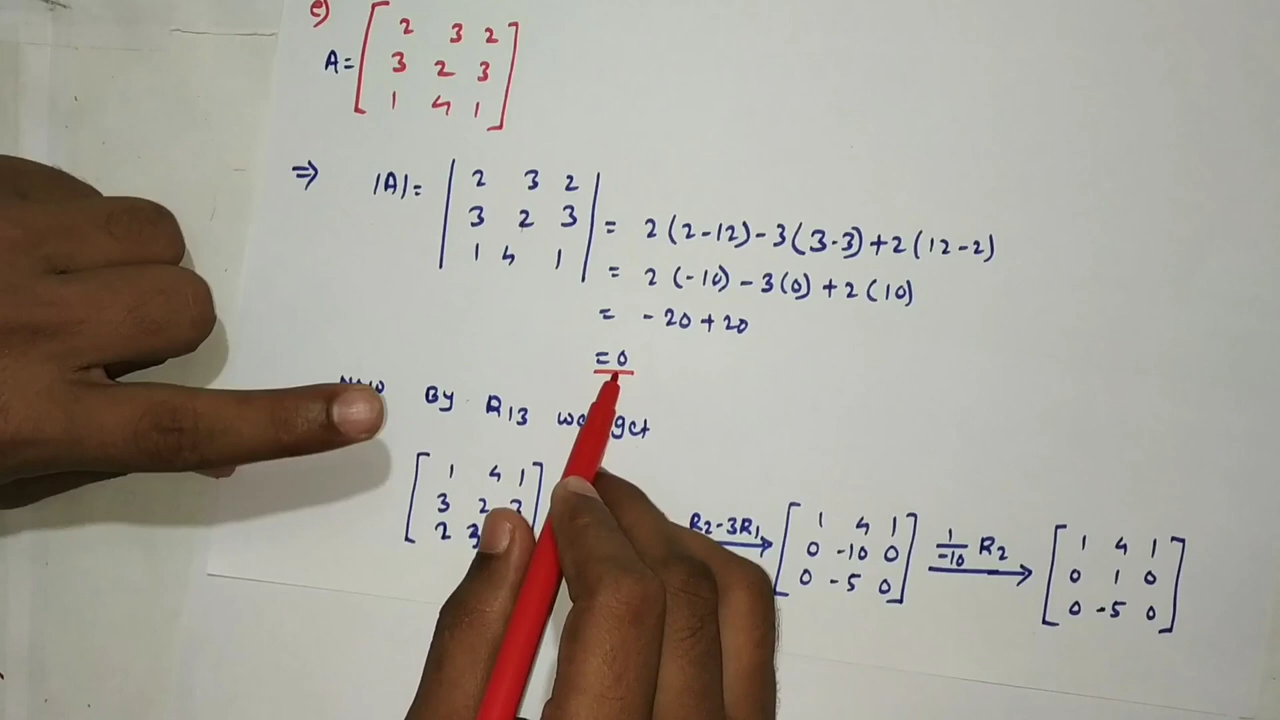 e)
A = [ 2 3 2
3 2 3
1 4 1 ]
⇒ |A| = | 2 3 2
3 2 3
1 4 1 | = 2(2-12)-3(3-3)+2(12-2)
= 2(-10)-3(0)+2(10)
= -20+20
= 0
By R13 get
[ 1 4 1
3 2
2 3
R2-3R1 → [ 1 4 1
0 -10 0
0 -5 0 ]
1/-10 R2 → [ 1 4 1
0 1 0
0 -5 0 ]